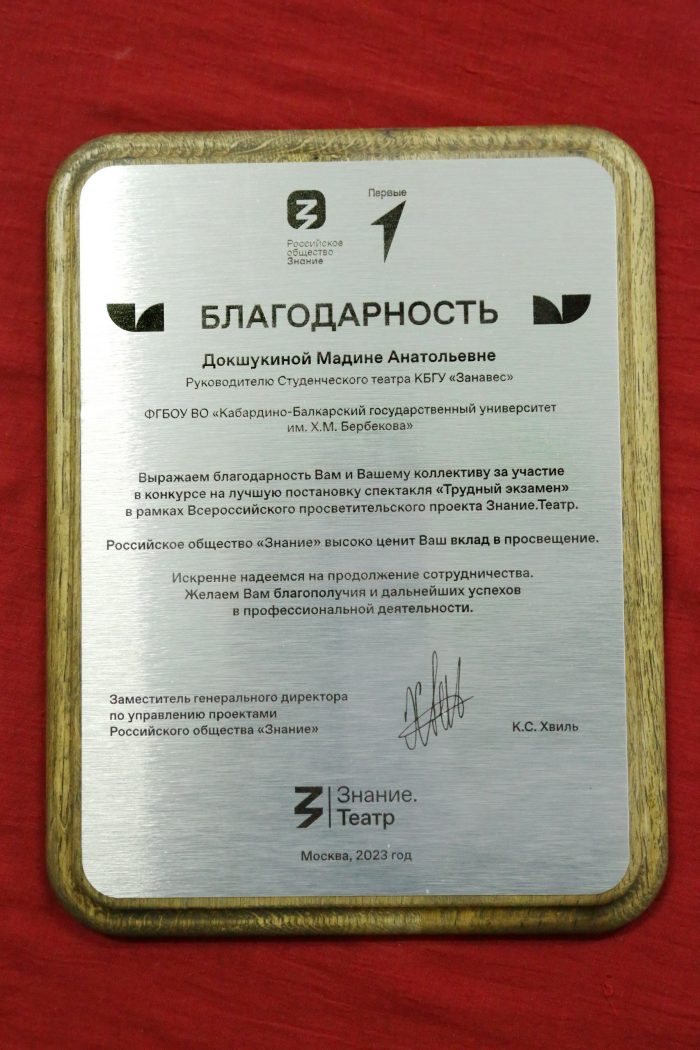 Российское
общество
Знание
Первые
БЛАГОДАРНОСТЬ
Докшукиной Мадине Анатольевне
Руководителю Студенческого театра КБГУ «Занавес»
ФГБОУ ВО «Кабардино-Балкарский государственный университет
им. Х.М. Бербекова»
Выражаем благодарность Вам и Вашему коллективу за участие
в конкурсе на лучшую постановку спектакля «Трудный экзамен»
в рамках Всероссийского просветительского проекта Знание.Театр.
Российское общество «Знание» высоко ценит Ваш вклад в просвещение.
Искренне надеемся на продолжение сотрудничества.
Желаем Вам благополучия и дальнейших успехов
в профессиональной деятельности.
Заместитель генерального директора
по управлению проектами
Российского общества «Знание»
К.С. Хвиль
Знание.
Театр
Москва, 2023 год